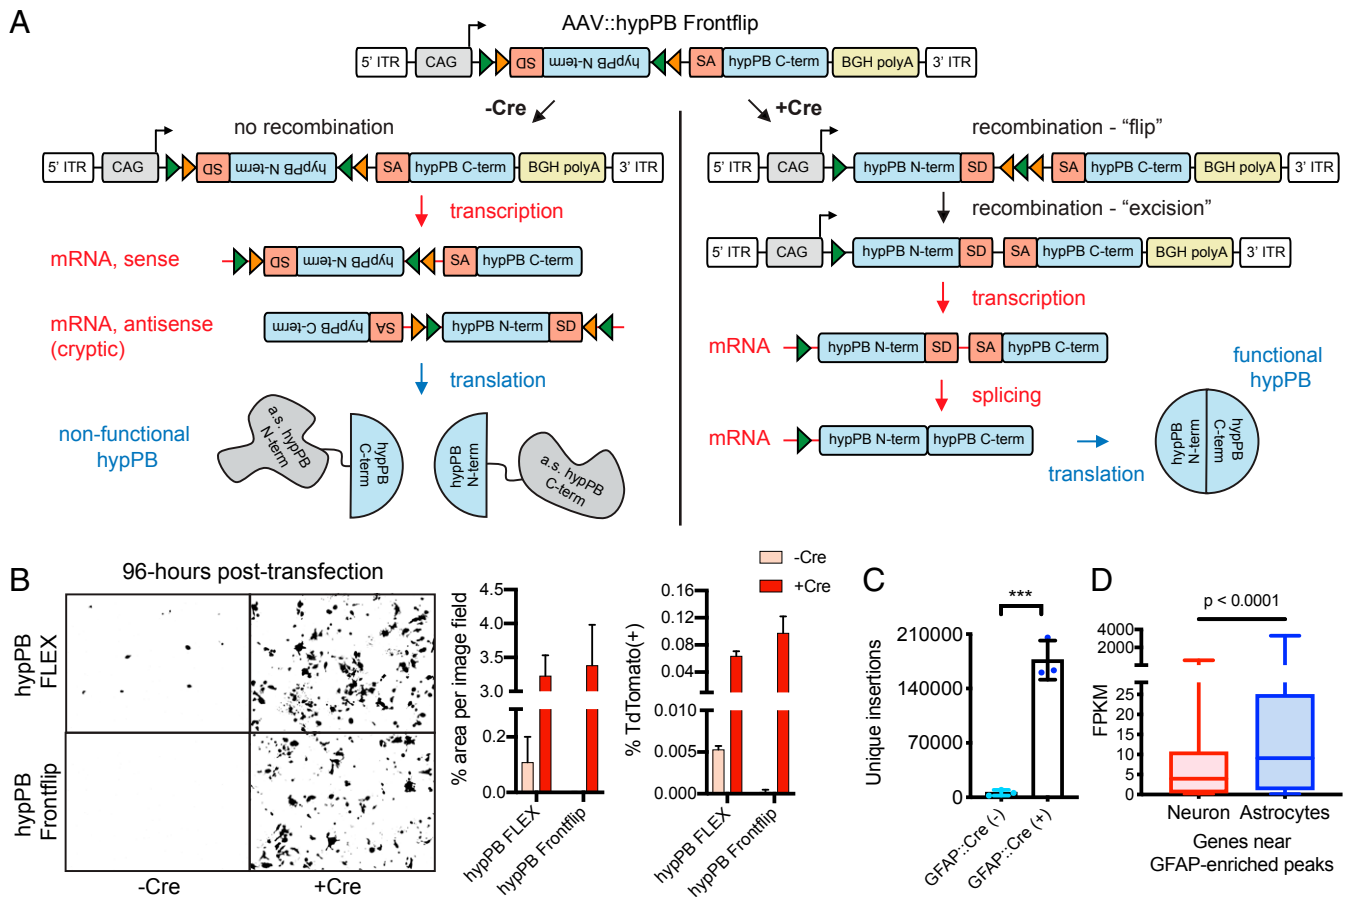 A
AAV::hypPB Frontflip
5' ITR CAG SD hypPB N-term SA hypPB C-term BGH polyA 3' ITR
-Cre
+Cre
no recombination
5' ITR CAG SD hypPB N-term SA hypPB C-term BGH polyA 3' ITR
transcription
mRNA, sense
SD hypPB N-term SA hypPB C-term
mRNA, antisense
(cryptic)
hypPB C-term SA hypPB N-term SD
translation
non-functional
hypPB
a.s. hypPB
N-term
hypPB
C-term
hypPB
N-term
a.s. hypPB
C-term
recombination - “flip”
5' ITR CAG hypPB N-term SD SA hypPB C-term BGH polyA 3' ITR
recombination - “excision”
5' ITR CAG hypPB N-term SD SA hypPB C-term BGH polyA 3' ITR
transcription
mRNA
hypPB N-term SD SA hypPB C-term
splicing
mRNA
hypPB N-term hypPB C-term
translation
functional
hypPB
hypPB
N-term
hypPB
C-term
B
96-hours post-transfection
hypPB
FLEX
hypPB
Frontflip
-Cre
+Cre
% area per image field
4.5
4.0
3.5
3.0
0.2
0.0
hypPB FLEX
hypPB Frontflip
% TdTomato(+)
0.16
0.12
0.08
0.04
0.010
0.005
0.000
hypPB FLEX
hypPB Frontflip
-Cre
+Cre
C
***
Unique insertions
210000
140000
70000
0
GFAP::Cre (-)
GFAP::Cre (+)
D
p < 0.0001
FPKM
4000
2000
25
20
15
10
5
0
Neuron Astrocytes
Genes near
GFAP-enriched peaks